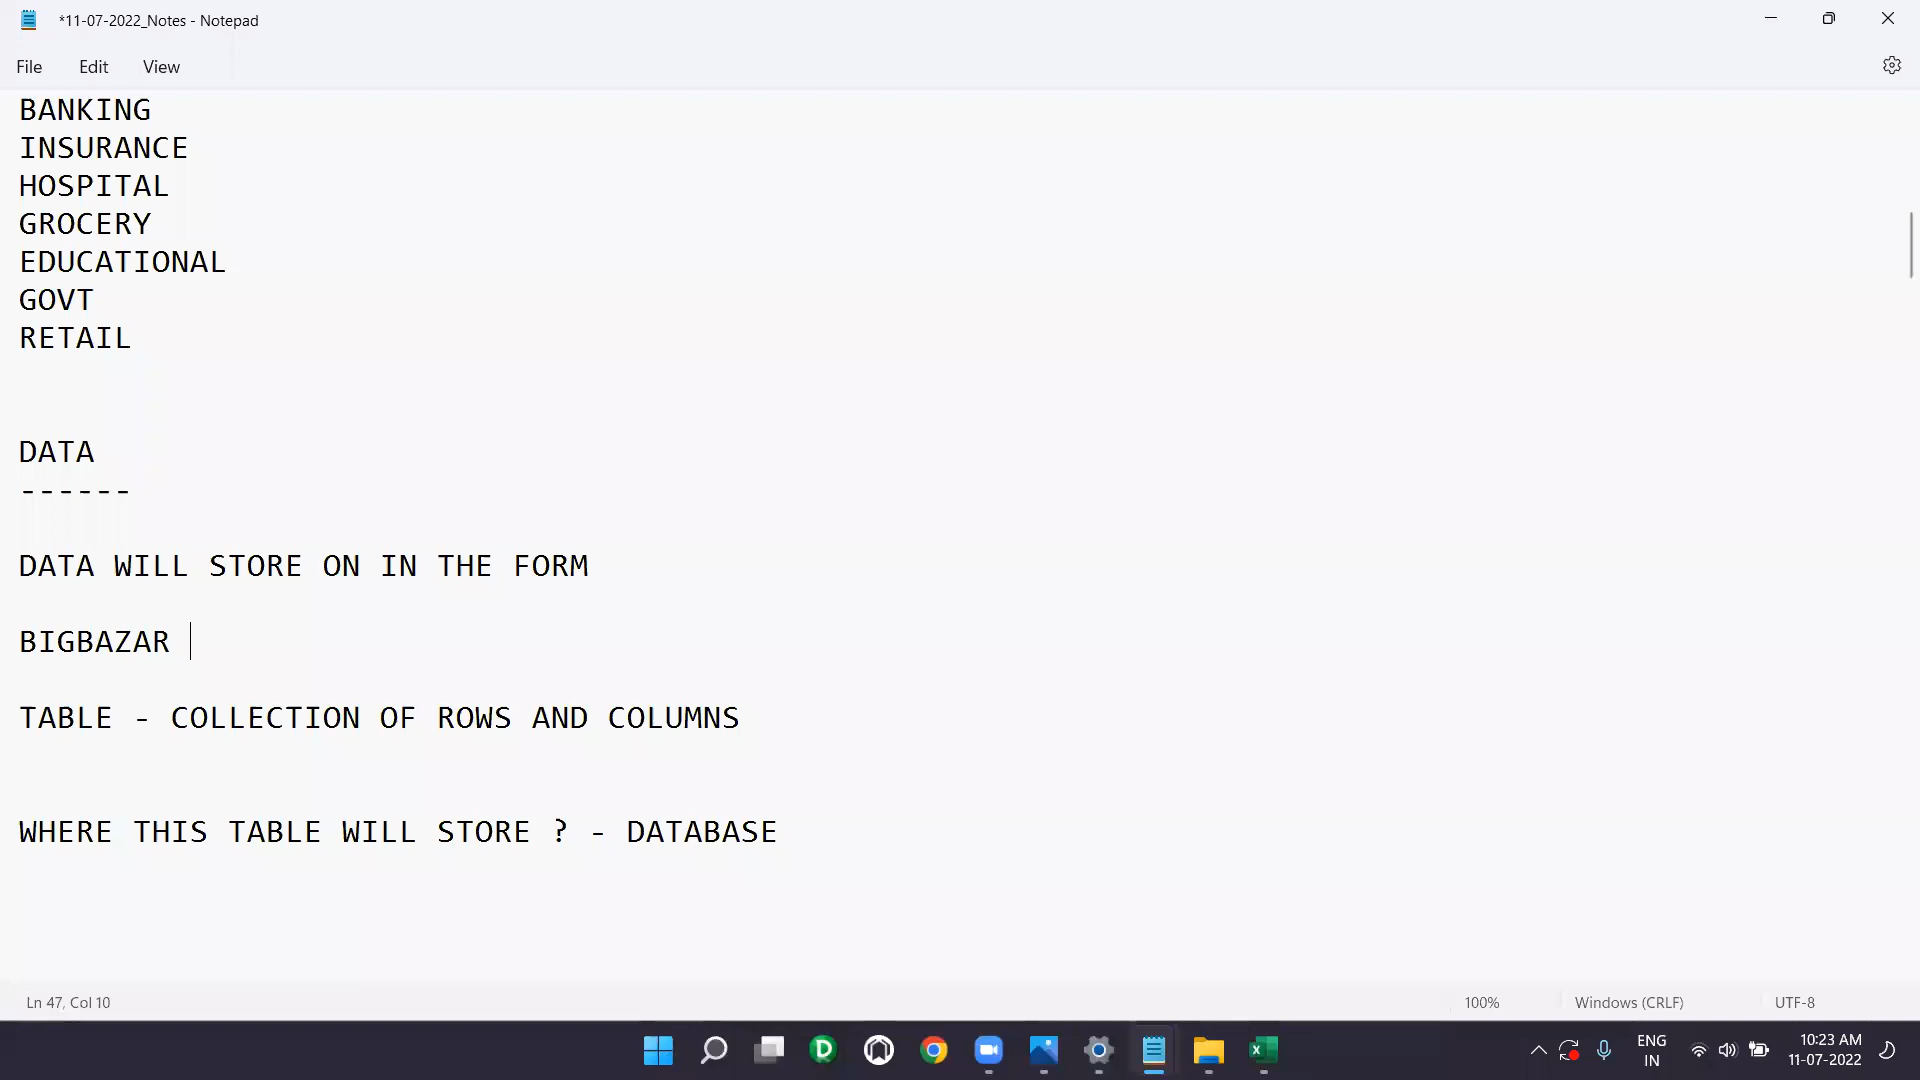 *11-07-2022_Notes - Notepad
File Edit View
BANKING
INSURANCE
HOSPITAL
GROCERY
EDUCATIONAL
GOVT
RETAIL
DATA
------
DATA WILL STORE ON IN THE FORM
BIGBAZAR
TABLE - COLLECTION OF ROWS AND COLUMNS
WHERE THIS TABLE WILL STORE ? - DATABASE
Ln 47, Col 10 100% Windows (CRLF) UTF-8
ENG 10:23 AM
IN 11-07-2022